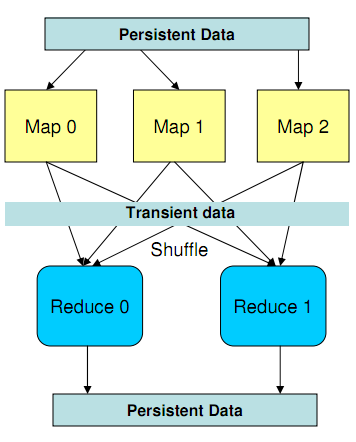 Persistent Data
Map 0
Map 1
Map 2
Transient data
Shuffle
Reduce 0
Reduce 1
Persistent Data